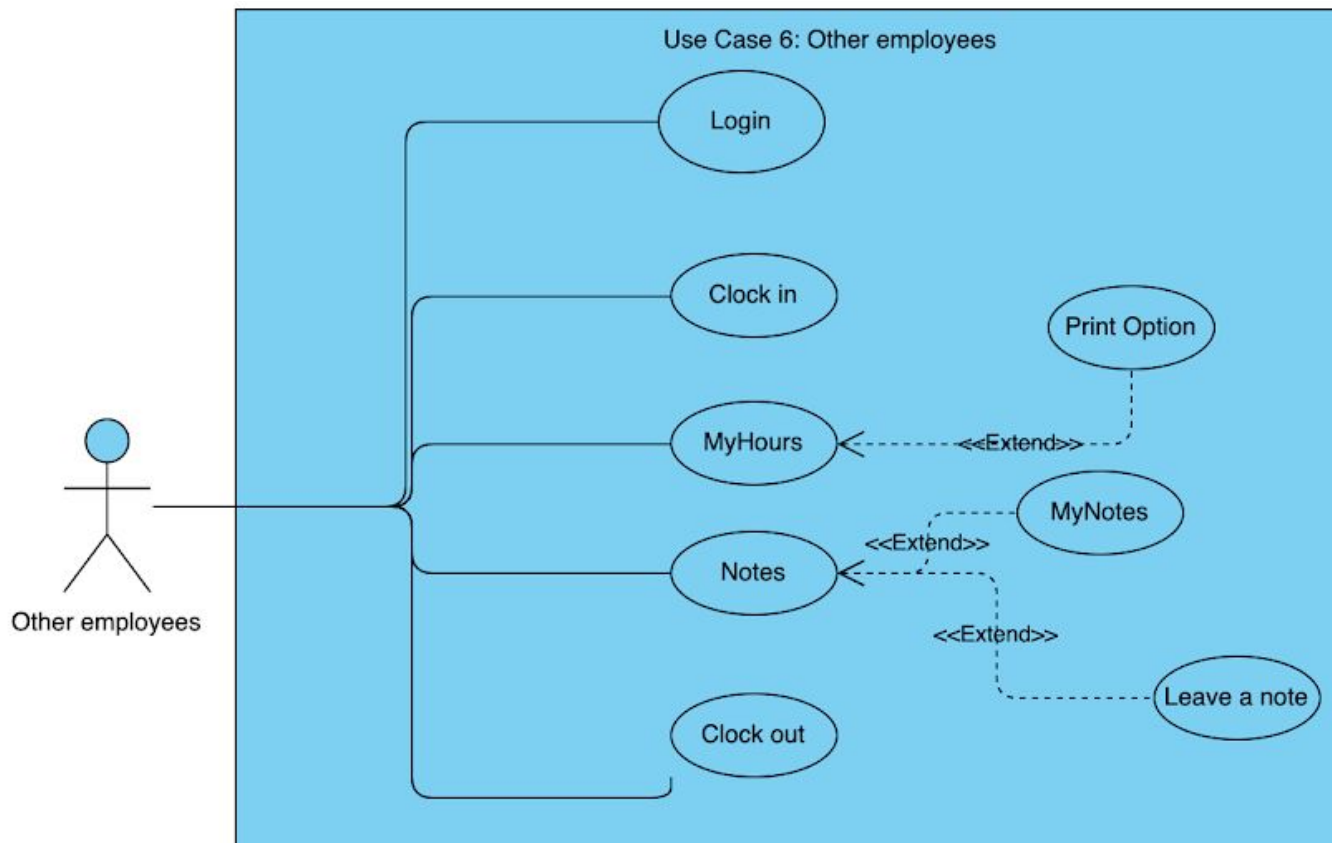 Use Case 6: Other employees
Login
Clock in
Print Option
MyHours
<<Extend>>
MyNotes
<<Extend>>
Notes
Other employees
<<Extend>>
Leave a note
Clock out